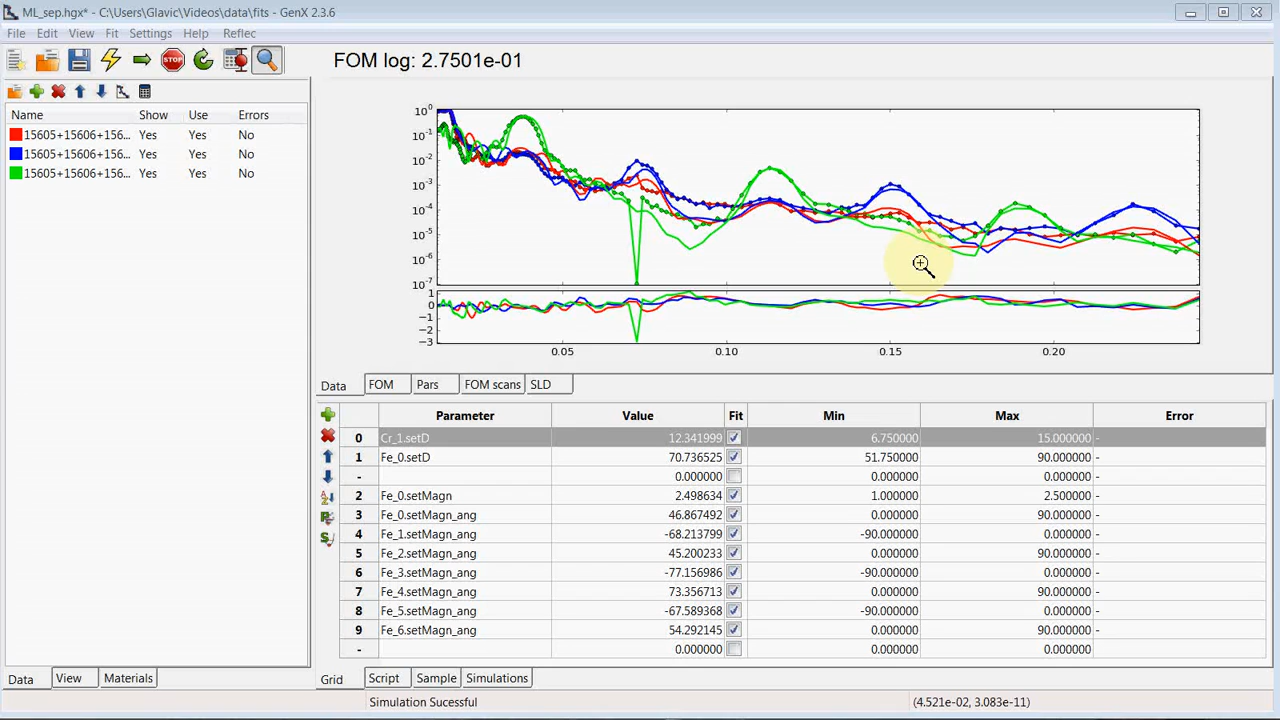 ML_sep.hgx* - C:\Users\Glavic\Videos\data\fits - GenX 2.3.6
File Edit View Fit Settings Help Reflec
FOM log: 2.7501e-01
Name Show Use Errors
15605+15606+156... Yes Yes No
15605+15606+156... Yes Yes No
15605+15606+156... Yes Yes No
10^0
10^-1
10^-2
10^-3
10^-4
10^-5
10^-6
10^-7
1
0
−1
−2
−3
0.05 0.10 0.15 0.20
Data FOM Pars FOM scans SLD
Parameter Value Fit Min Max Error
0 Cr_1.setD 12.341999 6.750000 15.000000 -
1 Fe_0.setD 70.736525 51.750000 90.000000 -
- 0.000000 0.000000 0.000000 -
2 Fe_0.setMagn 2.498634 1.000000 2.500000 -
3 Fe_0.setMagn_ang 46.867492 0.000000 90.000000 -
4 Fe_1.setMagn_ang -68.213799 -90.000000 0.000000 -
5 Fe_2.setMagn_ang 45.200233 0.000000 90.000000 -
6 Fe_3.setMagn_ang -77.156986 -90.000000 0.000000 -
7 Fe_4.setMagn_ang 73.356713 0.000000 90.000000 -
8 Fe_5.setMagn_ang -67.589368 -90.000000 0.000000 -
9 Fe_6.setMagn_ang 54.292145 0.000000 90.000000 -
- 0.000000 0.000000 0.000000 -
Data View Materials
Grid Script Sample Simulations
Simulation Sucessful (4.521e-02, 3.083e-11)
STOP